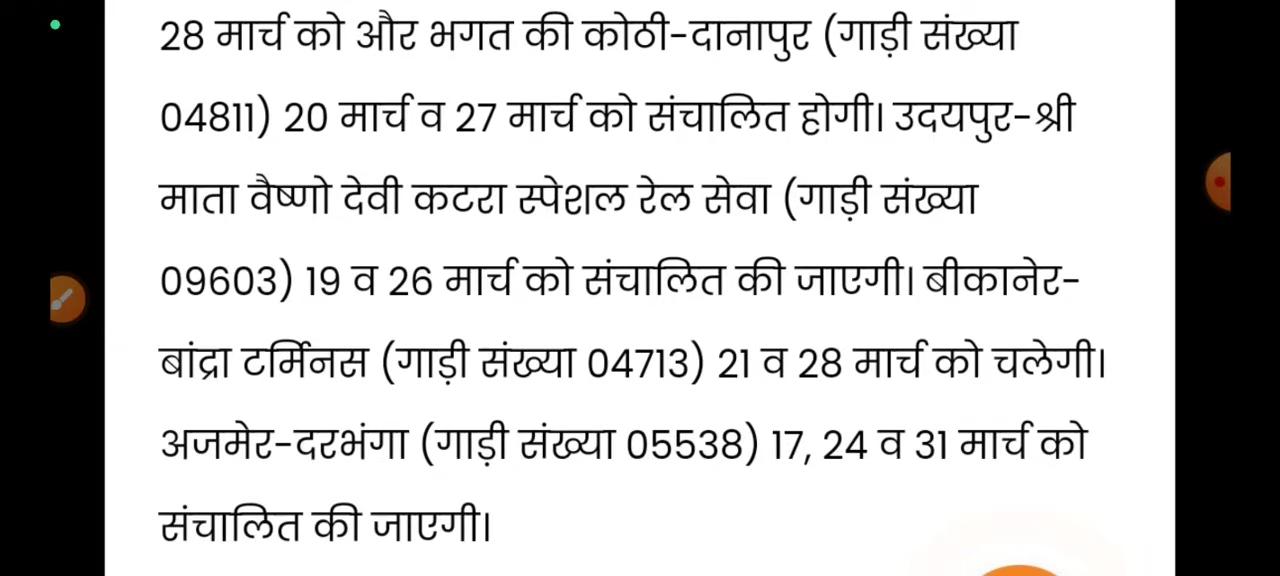 28 मार्च को और भगत की कोठी-दानापुर (गाड़ी संख्या
04811) 20 मार्च व 27 मार्च को संचालित होगी। उदयपुर-श्री
माता वैष्णो देवी कटरा स्पेशल रेल सेवा (गाड़ी संख्या
09603) 19 व 26 मार्च को संचालित की जाएगी। बीकानेर-
बांद्रा टर्मिनस (गाड़ी संख्या 04713) 21 व 28 मार्च को चलेगी।
अजमेर-दरभंगा (गाड़ी संख्या 05538) 17, 24 व 31 मार्च को
संचालित की जाएगी।